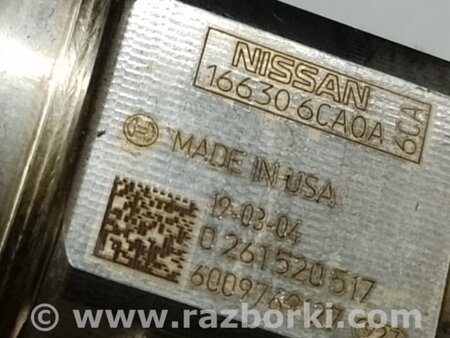 NISSAN
16630 6CA0A 6CA
MADE IN USA
19-03-04
0 261 520 517
© www.razborki.com